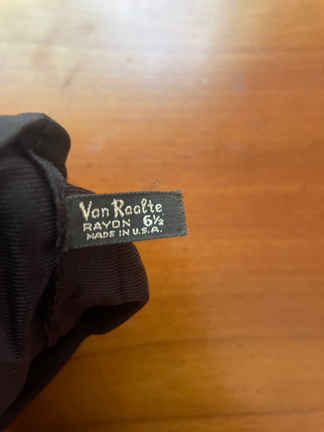 Van Raalte
RAYON 6½
MADE IN U.S.A.